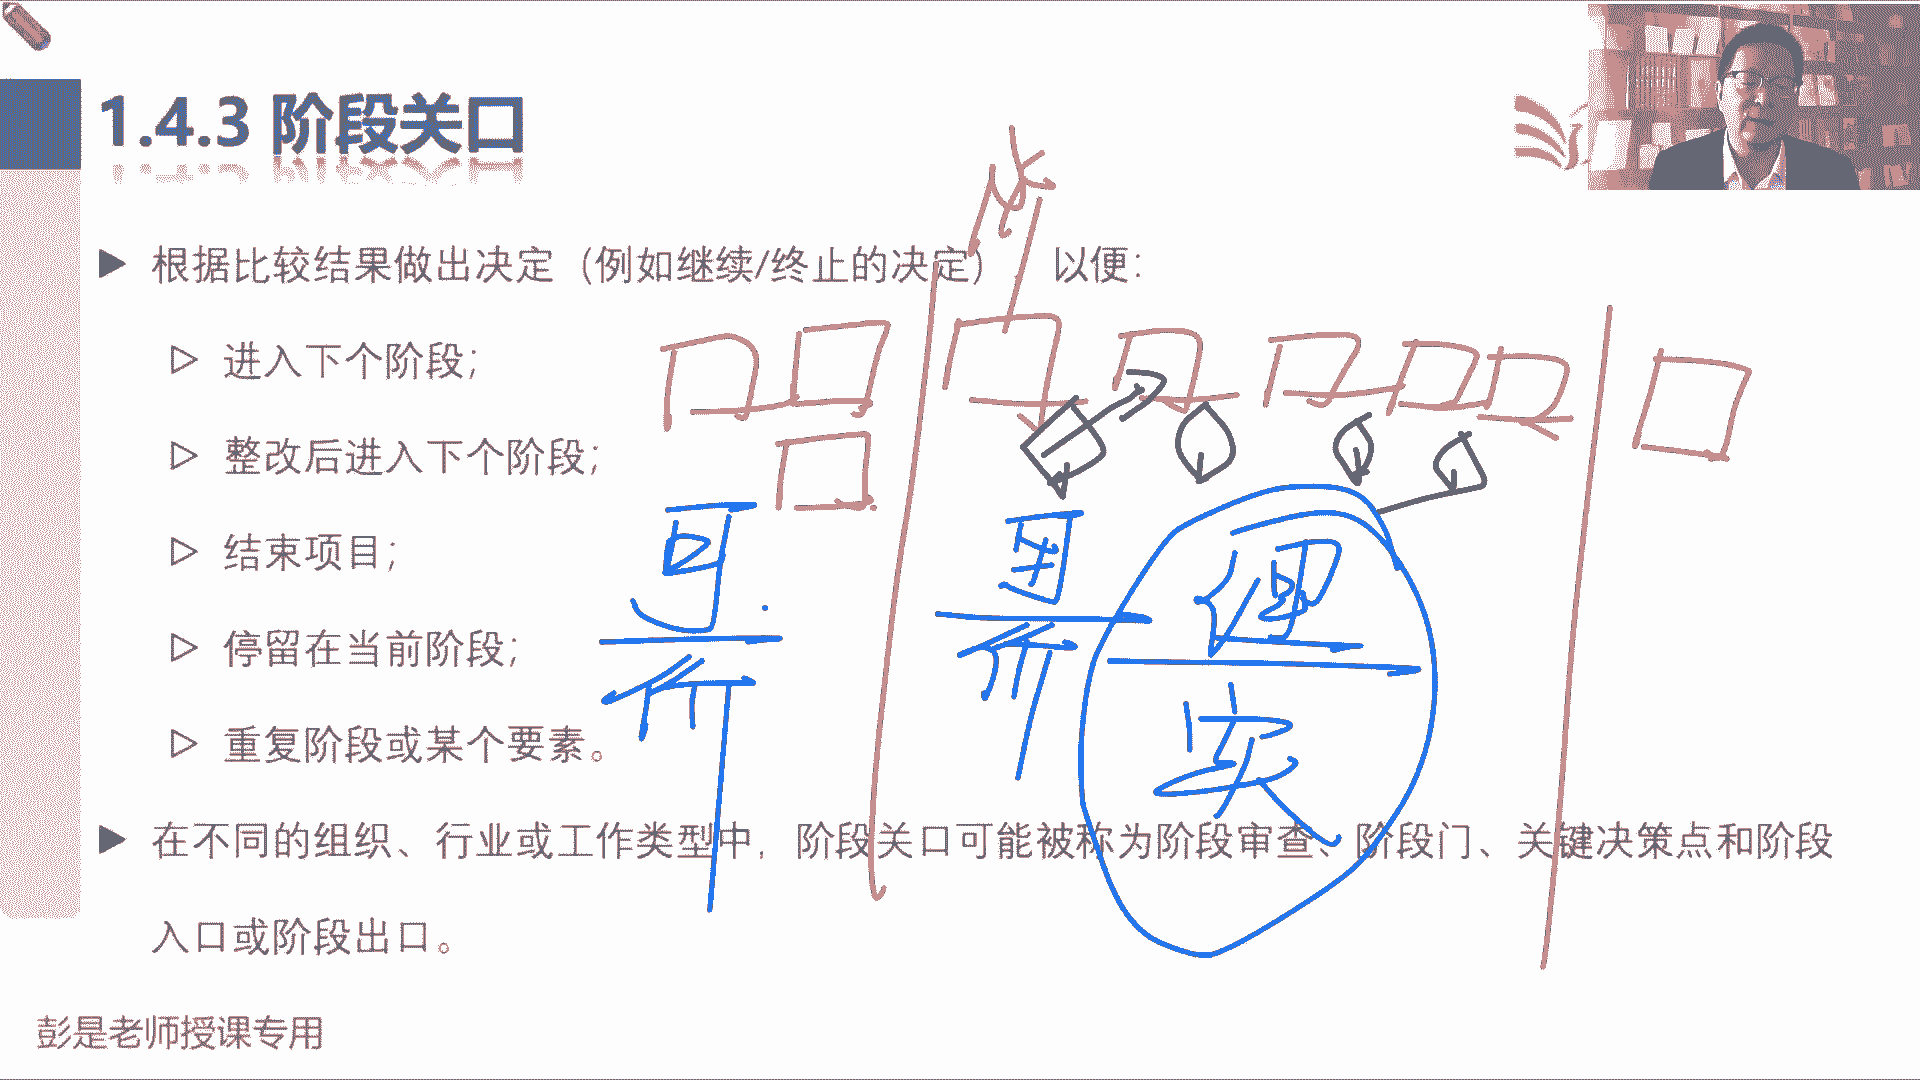 1.4.3 阶段关口
根据比较结果做出决定（例如继续/终止的决定） 以便：
进入下个阶段；
整改后进入下个阶段；
结束项目；
停留在当前阶段；
重复阶段或某个要素。
在不同的组织、行业或工作类型中，阶段关口可能被称为阶段审查、阶段门、关键决策点和阶段
入口或阶段出口。
彭是老师授课专用